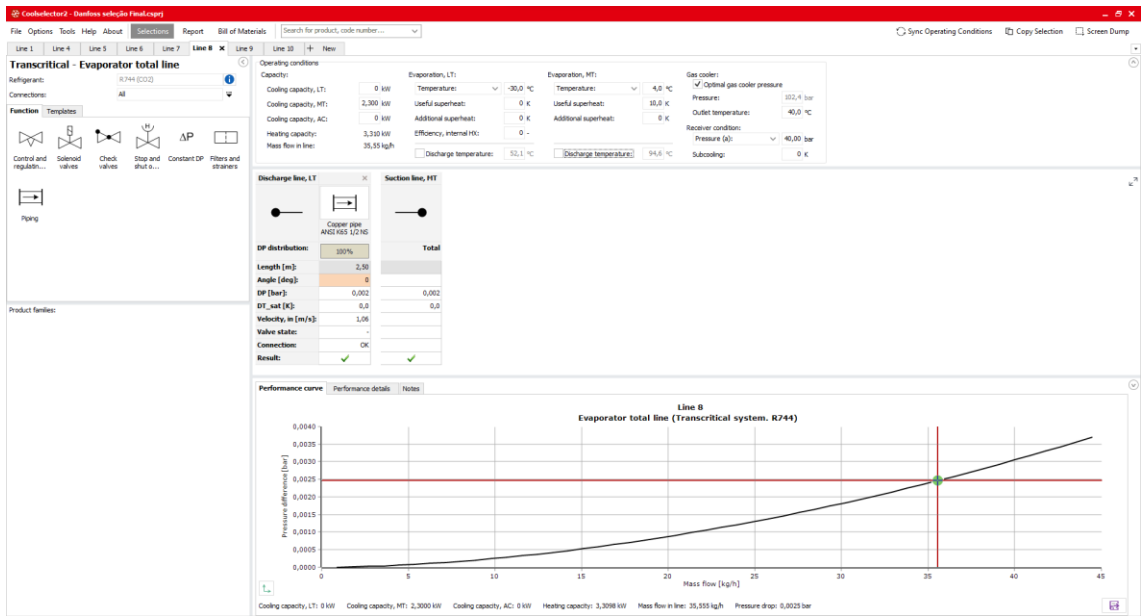 Coolselector2 - Danfoss seleção Final.csprj
File Options Tools Help About Selections Report Bill of Materials Search for product, code number... Sync Operating Conditions Copy Selection Screen Dump
Line 1 Line 4 Line 5 Line 6 Line 7 Line 8 Line 9 Line 10 New
Transcritical - Evaporator total line
Refrigerant: R744 (CO2)
Connections: All
Function Templates
Control and regulatin... Solenoid valves Check valves Stop and shut o... Constant DP Filters and strainers
ΔP
Piping
Product families:
Operating conditions
Capacity: Evaporation, LT: Evaporation, MT: Gas cooler:
Cooling capacity, LT: 0 kW Temperature: -30,0 °C Temperature: 4,0 °C Optimal gas cooler pressure
Cooling capacity, MT: 2,300 kW Useful superheat: 0 K Useful superheat: 10,0 K Pressure: 102,4 bar
Cooling capacity, AC: 0 kW Additional superheat: 0 K Additional superheat: 0 K Outlet temperature: 40,0 °C
Heating capacity: 3,310 kW Efficiency, internal HX: 0 - Receiver condition:
Mass flow in line: 35,55 kg/h Pressure (a): 40,00 bar
Discharge temperature: 52,1 °C Discharge temperature: 94,6 °C Subcooling: 0 K
Discharge line, LT Suction line, MT
Copper pipe
ANSI K65 1/2 NS
DP distribution: 100% Total
Length [m]: 2,50
Angle [deg]: 0
DP [bar]: 0,002 0,002
DT_sat [K]: 0,0 0,0
Velocity, in [m/s]: 1,06
Valve state: -
Connection: OK
Result:
Performance curve Performance details Notes
Line 8
Evaporator total line (Transcritical system. R744)
Pressure difference [bar]
0,0040
0,0035
0,0030
0,0025
0,0020
0,0015
0,0010
0,0005
0,0000
0 5 10 15 20 25 30 35 40 45
Mass flow [kg/h]
Cooling capacity, LT: 0 kW Cooling capacity, MT: 2,3000 kW Cooling capacity, AC: 0 kW Heating capacity: 3,3098 kW Mass flow in line: 35,555 kg/h Pressure drop: 0,0025 bar